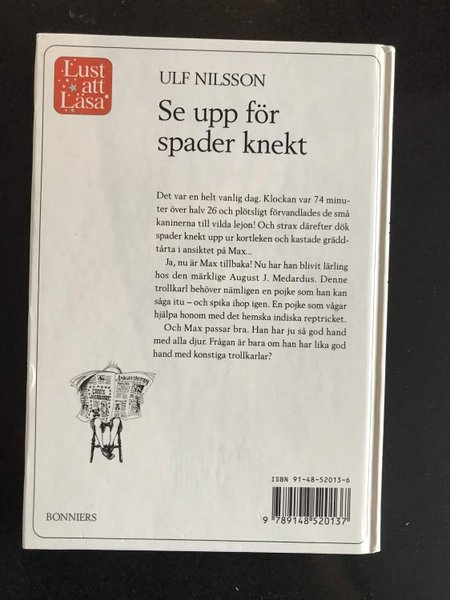 Lust
att
Läsa
ULF NILSSON
Se upp för
spader knekt
Det var en helt vanlig dag. Klockan var 74 minu-
ter över halv 26 och plötsligt förvandlades de små
kaninerna till vilda lejon! Och strax därefter dök
spader knekt upp ur kortleken och kastade grädd-
tårta i ansiktet på Max...
Ja, nu är Max tillbaka! Nu har han blivit lärling
hos den märklige August J. Medardus. Denne
trollkarl behöver nämligen en pojke som han kan
såga itu – och spika ihop igen. En pojke som vågar
hjälpa honom med det hemska indiska reptricket.
Och Max passar bra. Han har ju så god hand
med alla djur. Frågan är bara om han har lika god
hand med konstiga trollkarlar?
ISBN 91-48-52013-6
9 789148 520137
BONNIERS